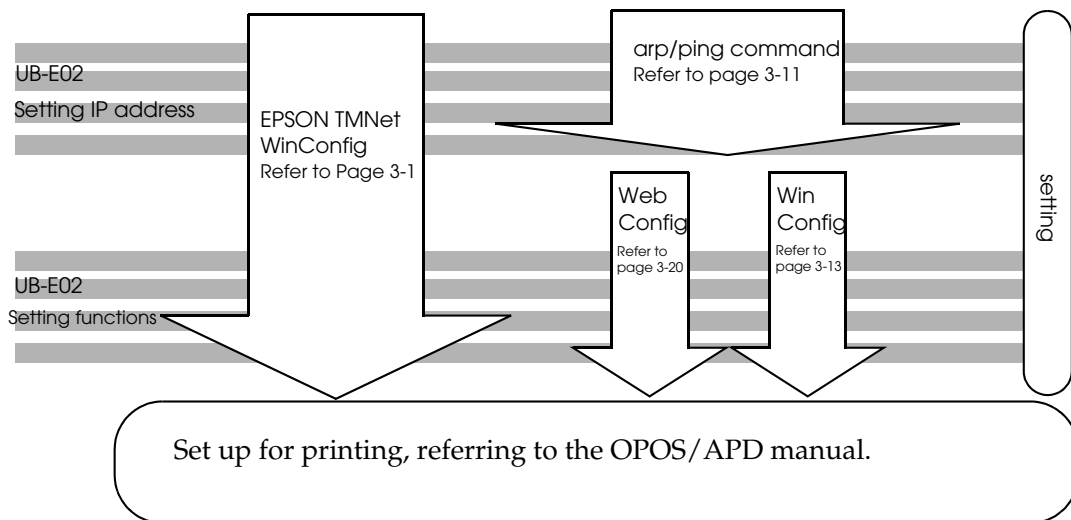 UB-E02
Setting IP address
EPSON TMNet
WinConfig
Refer to Page 3-1
arp/ping command
Refer to page 3-11
Web
Config
Refer to
page 3-20
Win
Config
Refer to
page 3-13
setting
UB-E02
Setting functions
Set up for printing, referring to the OPOS/APD manual.